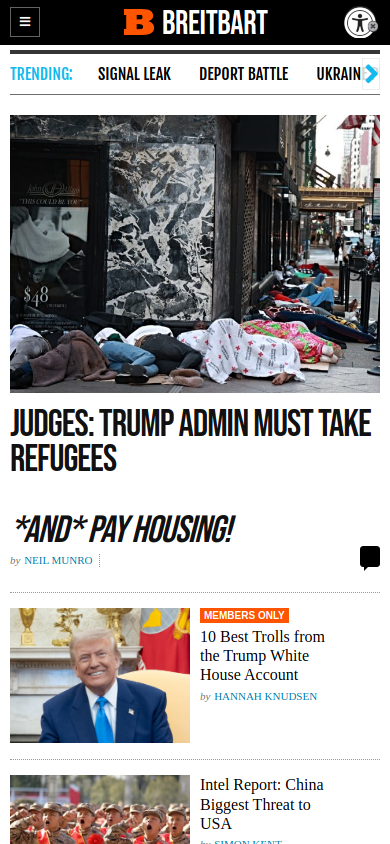 BREITBART
TRENDING:
SIGNAL LEAK
DEPORT BATTLE
UKRAIN
"THIS COULD BE YOU"
$48
JUDGES: TRUMP ADMIN MUST TAKE
REFUGEES
*AND* PAY HOUSING!
by NEIL MUNRO
MEMBERS ONLY
10 Best Trolls from
the Trump White
House Account
by HANNAH KNUDSEN
Intel Report: China
Biggest Threat to
USA
by SIMON KENT